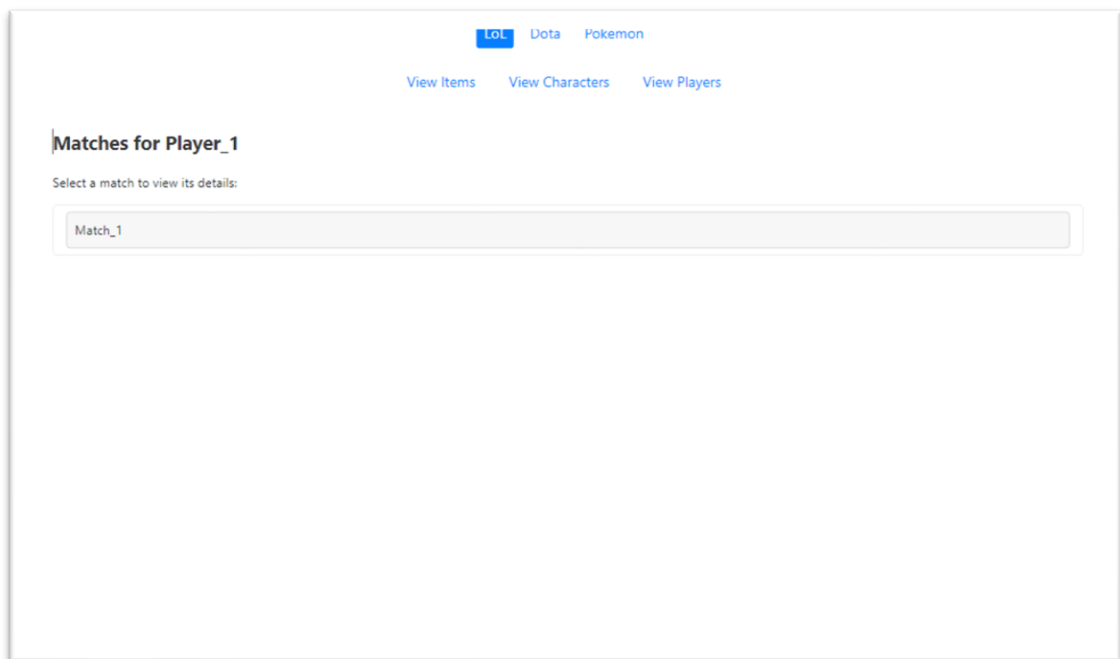 LoL Dota Pokemon
View Items View Characters View Players
Matches for Player_1
Select a match to view its details:
Match_1